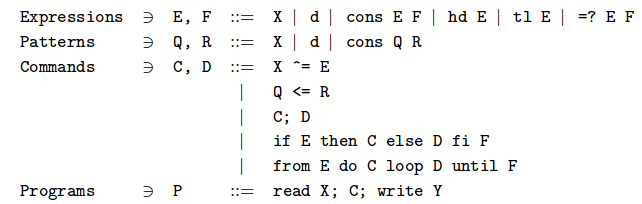 Expressions ∋ E, F ::= X | d | cons E F | hd E | tl E | =? E F
Patterns ∋ Q, R ::= X | d | cons Q R
Commands ∋ C, D ::= X ^= E
| Q <= R
| C; D
| if E then C else D fi F
| from E do C loop D until F
Programs ∋ P ::= read X; C; write Y